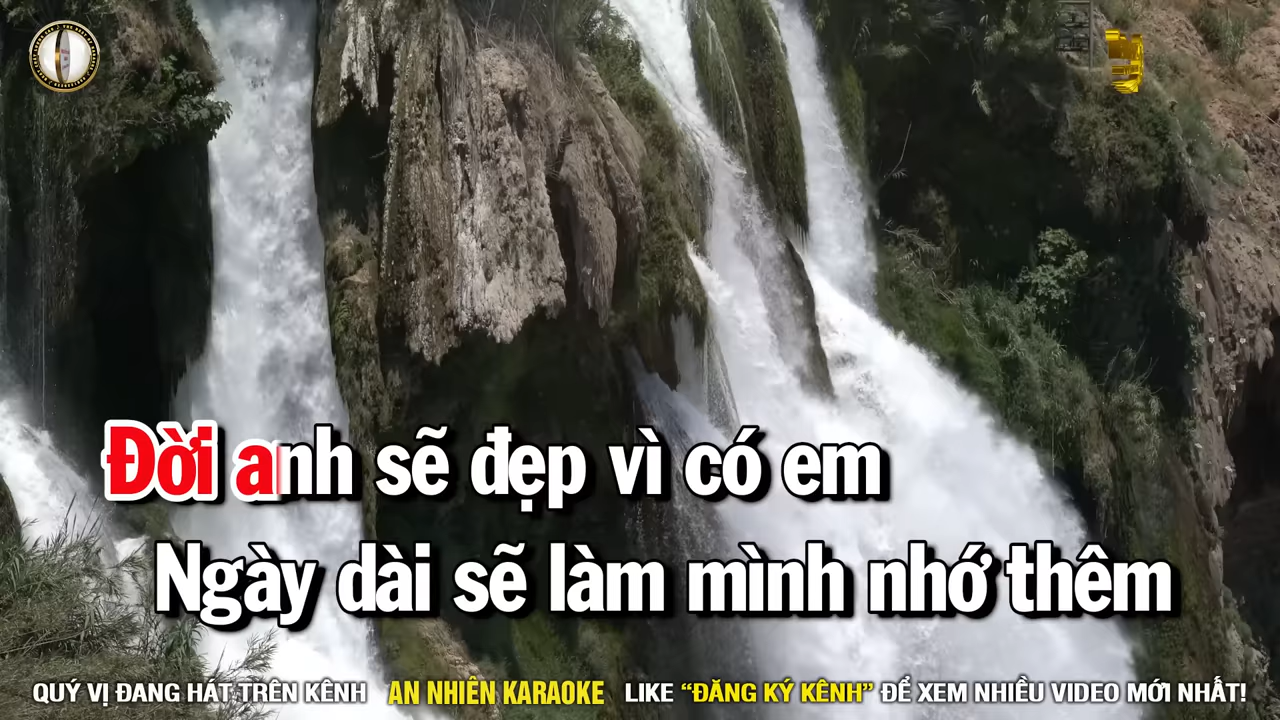 Đời anh sẽ đẹp vì có em
Ngày dài sẽ làm mình nhớ thêm
QUÝ VỊ ĐANG HÁT TRÊN KÊNH AN NHIÊN KARAOKE LIKE “ĐĂNG KÝ KÊNH” ĐỂ XEM NHIỀU VIDEO MỚI NHẤT!